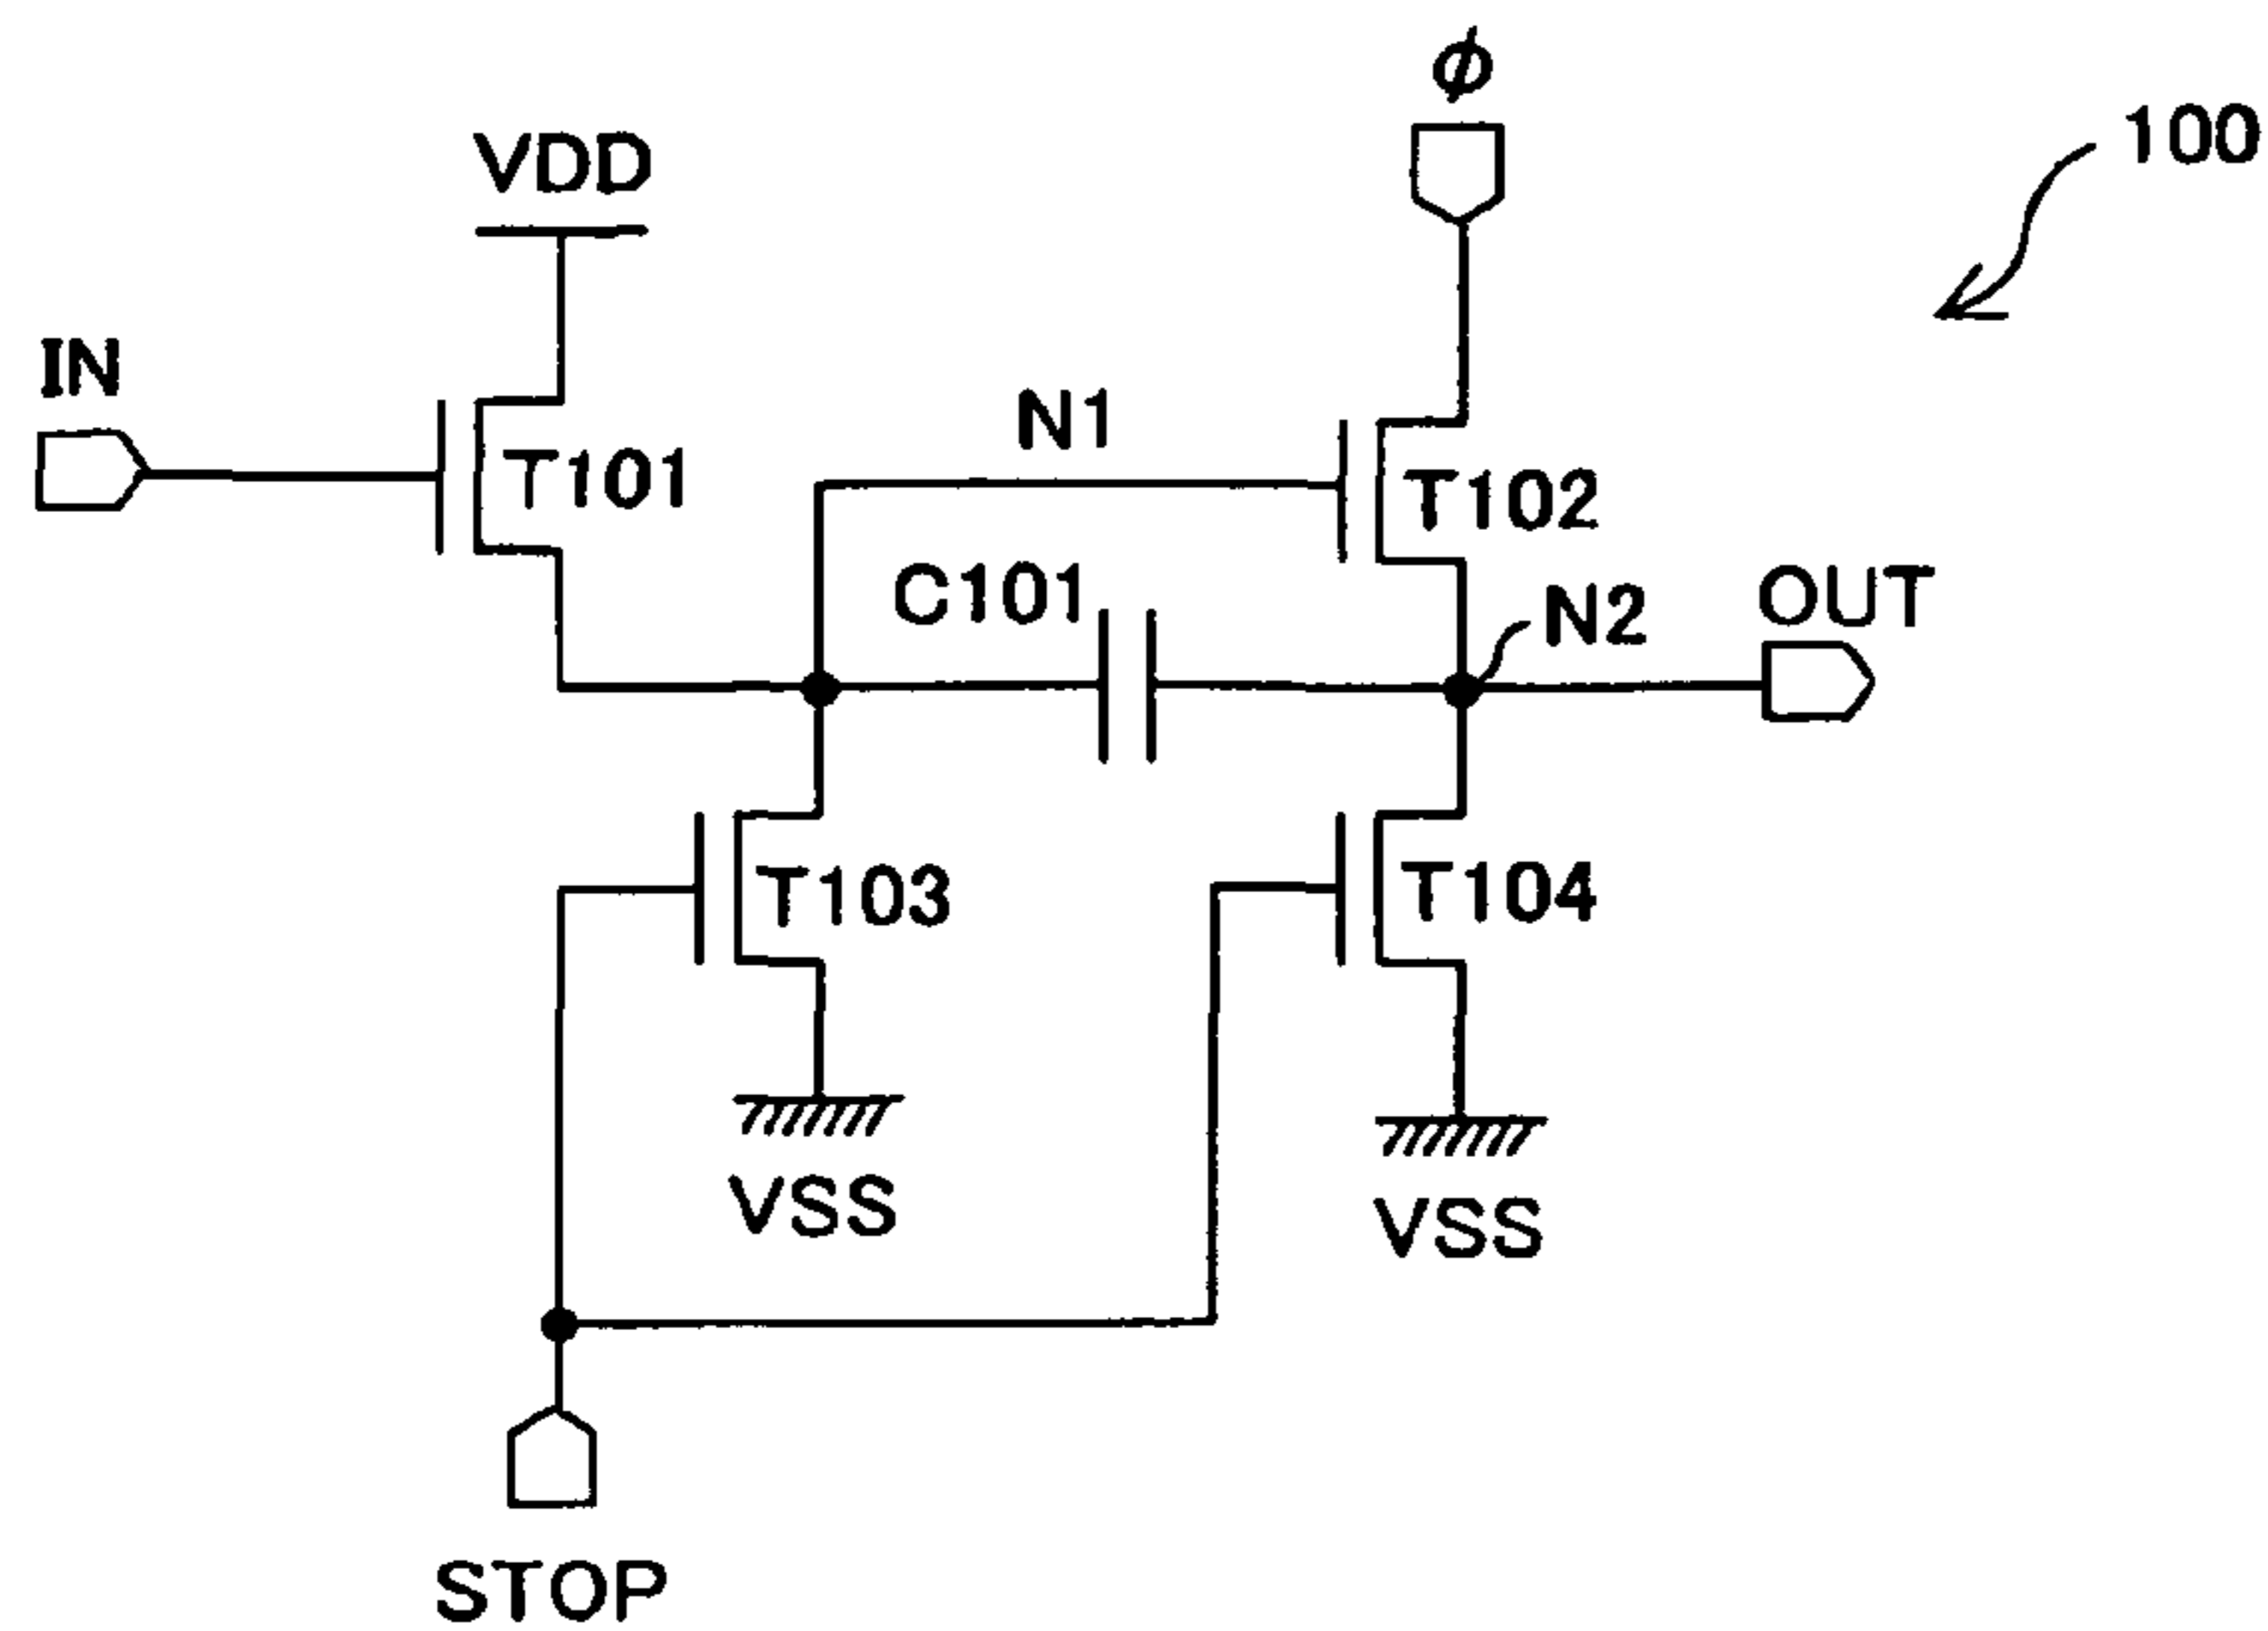 ϕ
100
VDD
IN
N1
T101
T102
C101
N2
OUT
T103
T104
VSS
VSS
STOP